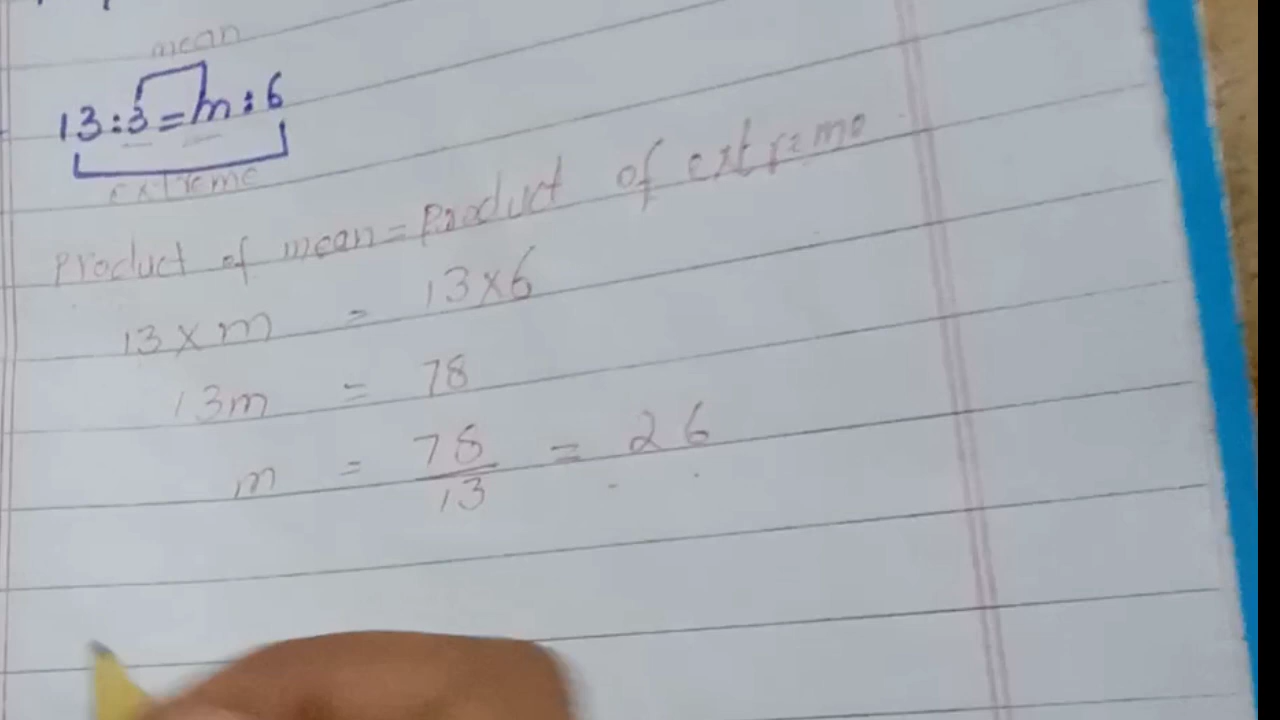 mean
13:3=m:6
extreme
Product of mean=Product of extreme
13×m = 13×6
13m = 78
m = 78/13 = 26